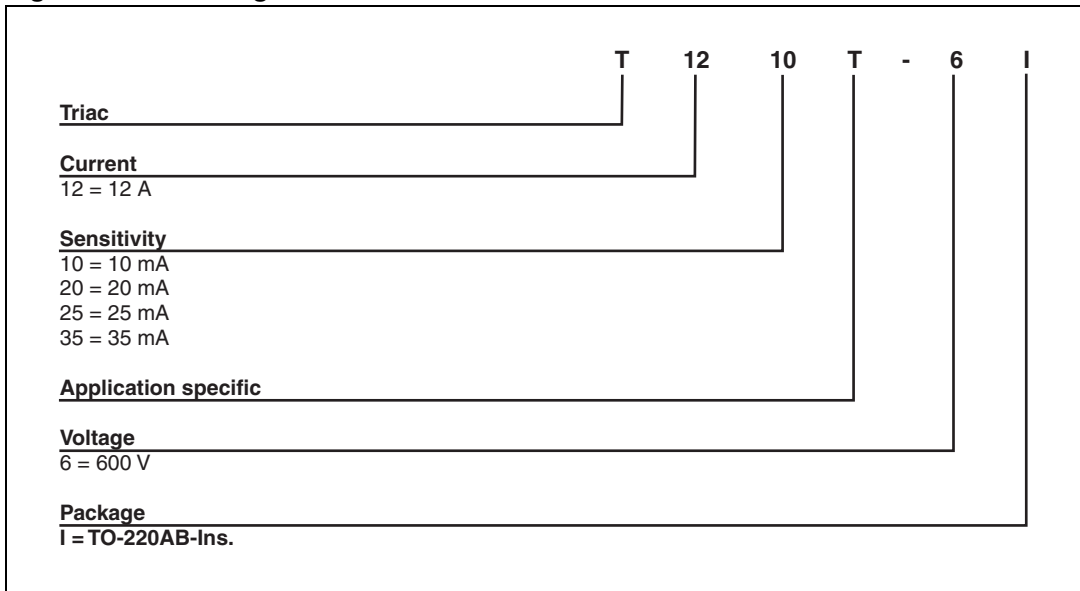 T 12 10 T - 6 I
Triac
Current
12 = 12 A
Sensitivity
10 = 10 mA
20 = 20 mA
25 = 25 mA
35 = 35 mA
Application specific
Voltage
6 = 600 V
Package
I = TO-220AB-Ins.